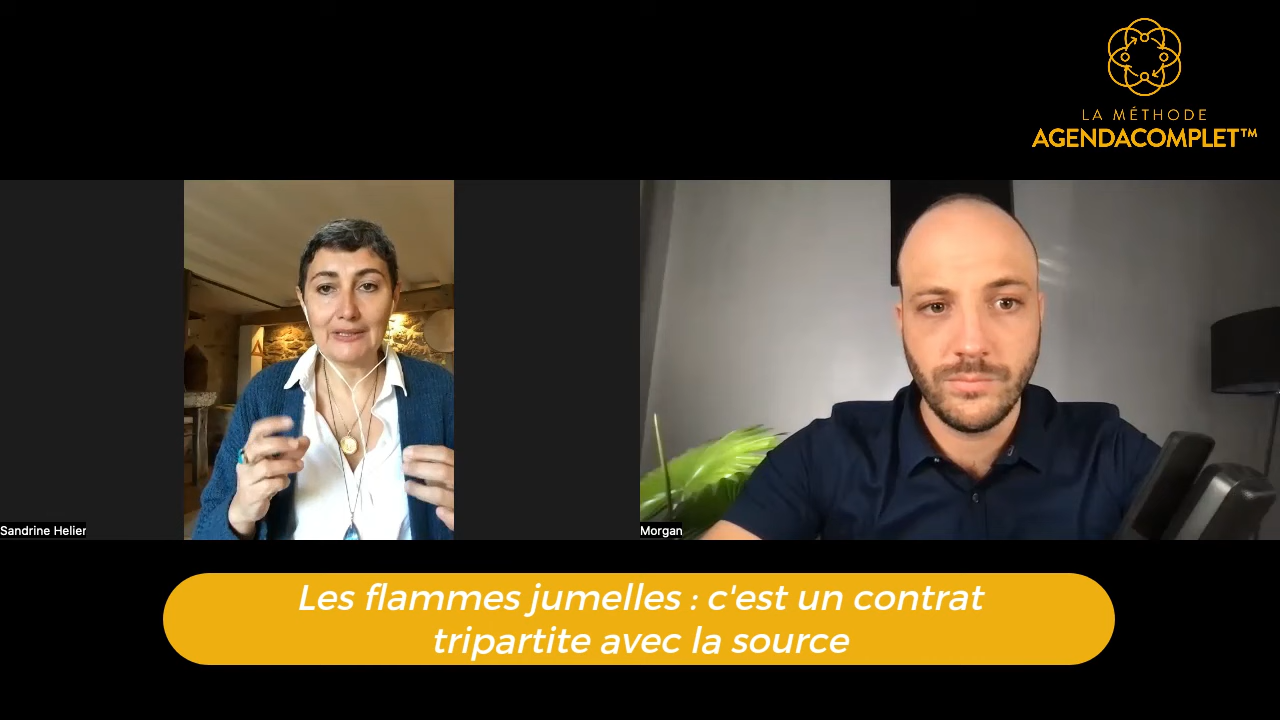 LA MÉTHODE
AGENDACOMPLET™
Sandrine Helier
Morgan
Les flammes jumelles : c'est un contrat
tripartite avec la source